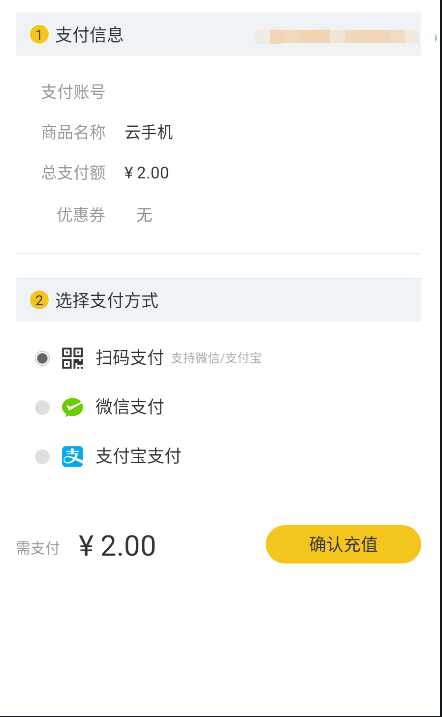 1 支付信息
支付账号
商品名称 云手机
总支付额 ¥ 2.00
优惠券 无
2 选择支付方式
扫码支付 支持微信/支付宝
微信支付
支 支付宝支付
需支付 ¥ 2.00 确认充值